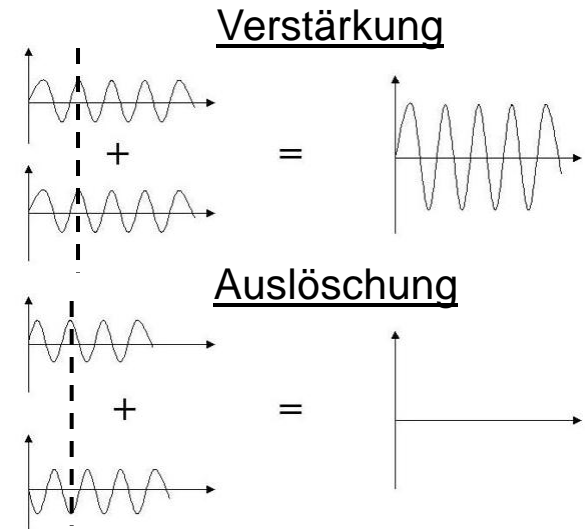 Verstärkung
+ =
Auslöschung
+ =